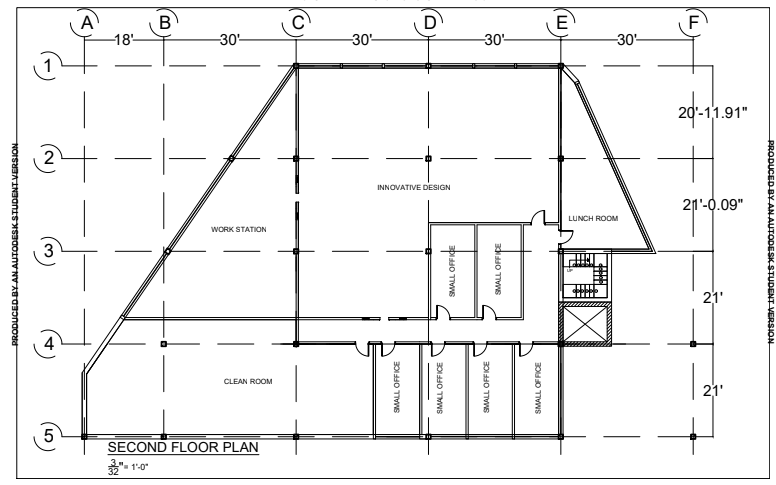 A B C D E F
18' 30' 30' 30' 30'
1
20'-11.91"
2
INNOVATIVE DESIGN
21'-0.09"
LUNCH ROOM
WORK STATION
3
SMALL OFFICE
SMALL OFFICE
UP
21'
4
CLEAN ROOM
SMALL OFFICE
SMALL OFFICE
SMALL OFFICE
SMALL OFFICE
21'
5
SECOND FLOOR PLAN
3/32" = 1'-0"
PRODUCED BY AN AUTODESK STUDENT VERSION
PRODUCED BY AN AUTODESK STUDENT VERSION